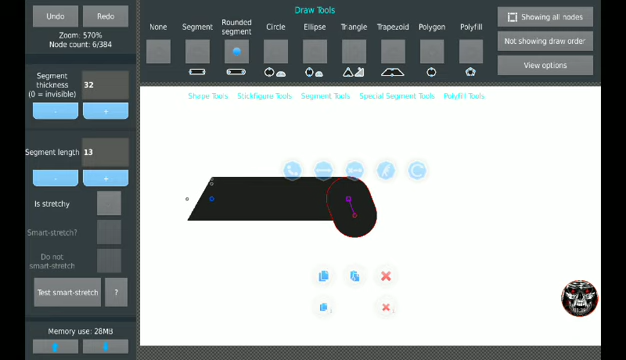 Undo
Redo
Zoom: 570%
Node count: 6/384
Segment
thickness
(0 = invisible)
32
-
+
Segment length
13
-
+
Is stretchy
Smart-stretch?
Do not
smart-stretch
Test smart-stretch
?
Memory use: 28MB
Draw Tools
None
Segment
Rounded
segment
Circle
Ellipse
Triangle
Trapezoid
Polygon
Polyfill
Showing all nodes
Not showing draw order
View options
Shape Tools
Stickfigure Tools
Segment Tools
Special Segment Tools
Polyfill Tools